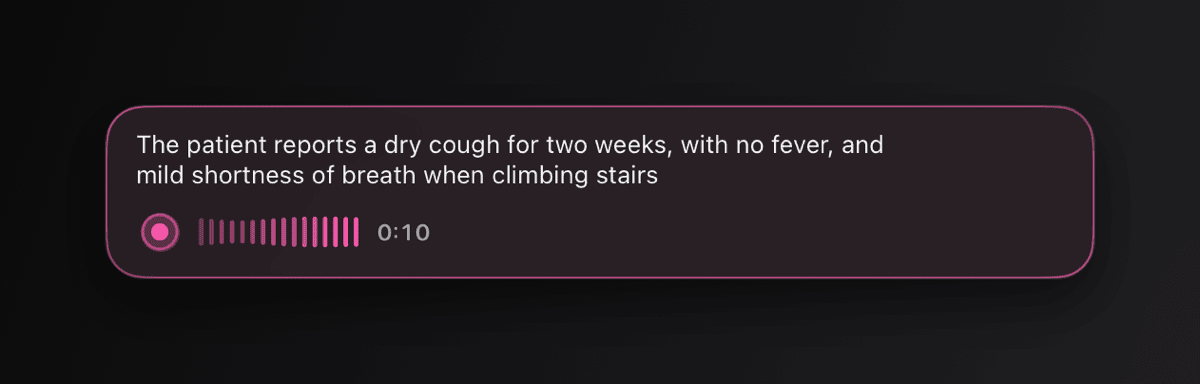 The patient reports a dry cough for two weeks, with no fever, and
mild shortness of breath when climbing stairs
0:10